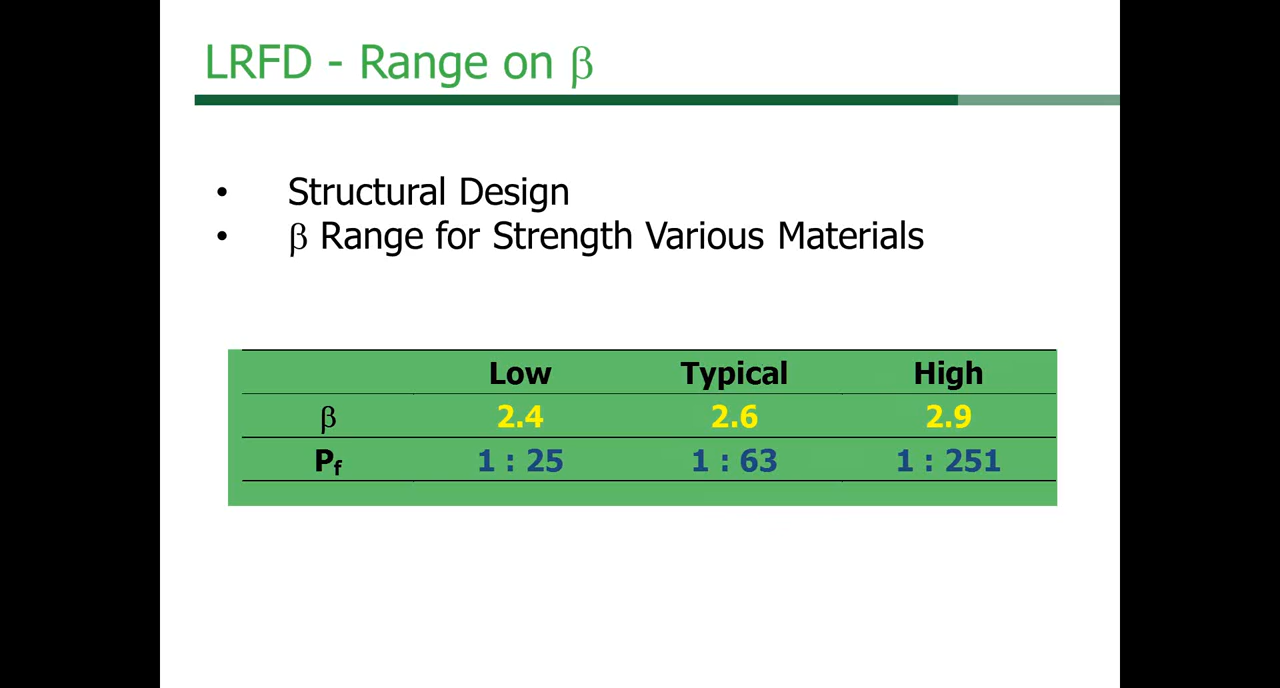 LRFD - Range on β
• Structural Design
• β Range for Strength Various Materials
Low Typical High
β 2.4 2.6 2.9
Pf 1 : 25 1 : 63 1 : 251